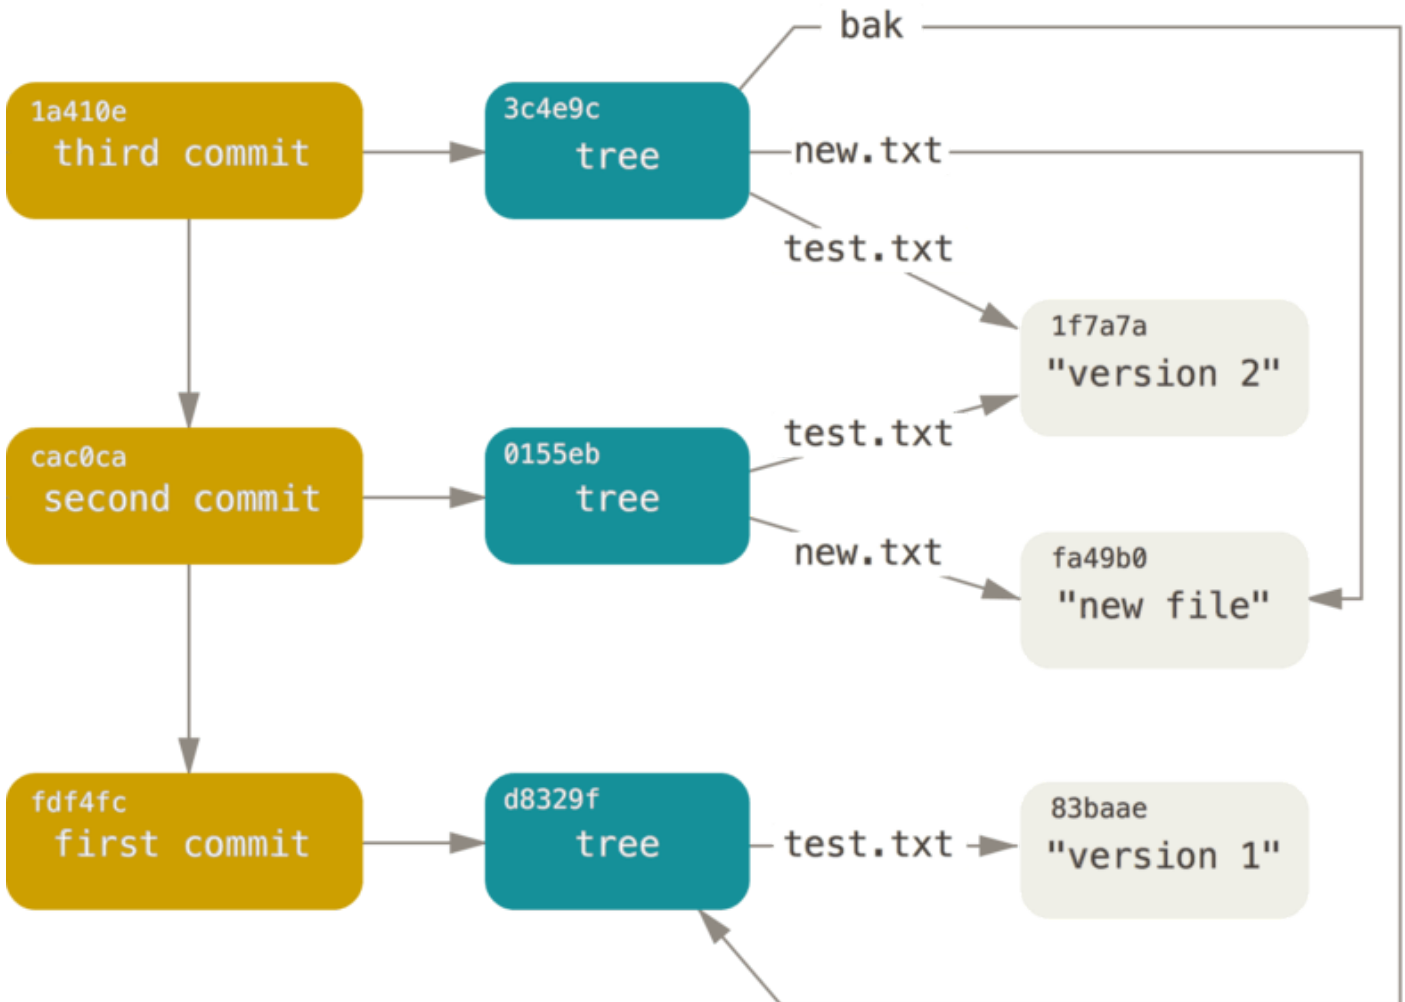 bak
1a410e
third commit
3c4e9c
tree
new.txt
test.txt
1f7a7a
"version 2"
cac0ca
second commit
0155eb
tree
test.txt
new.txt
fa49b0
"new file"
fdf4fc
first commit
d8329f
tree
test.txt
83baae
"version 1"